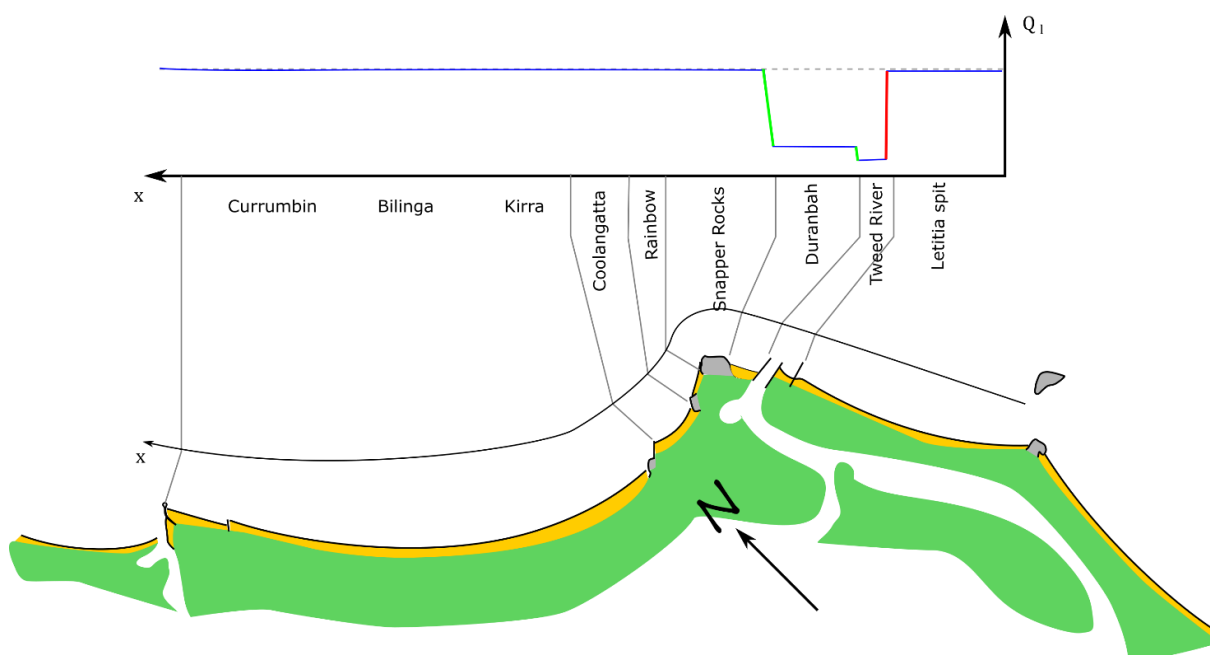 Q1
x
Currumbin
Bilinga
Kirra
Coolangatta
Rainbow
Snapper Rocks
Duranbah
Tweed River
Letitia spit
x
N